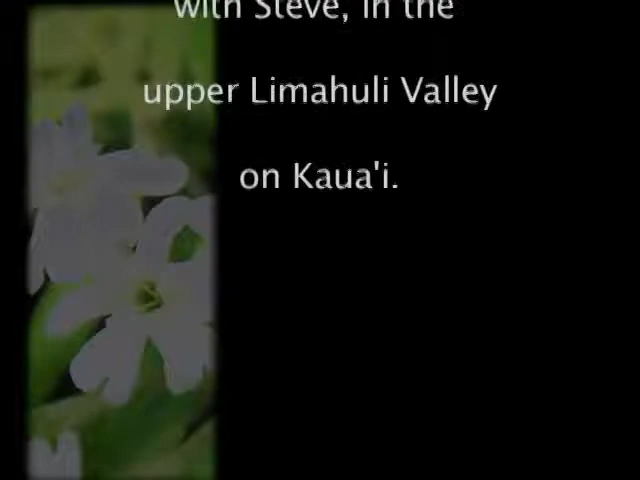 with Steve, in the
upper Limahuli Valley
on Kaua'i.